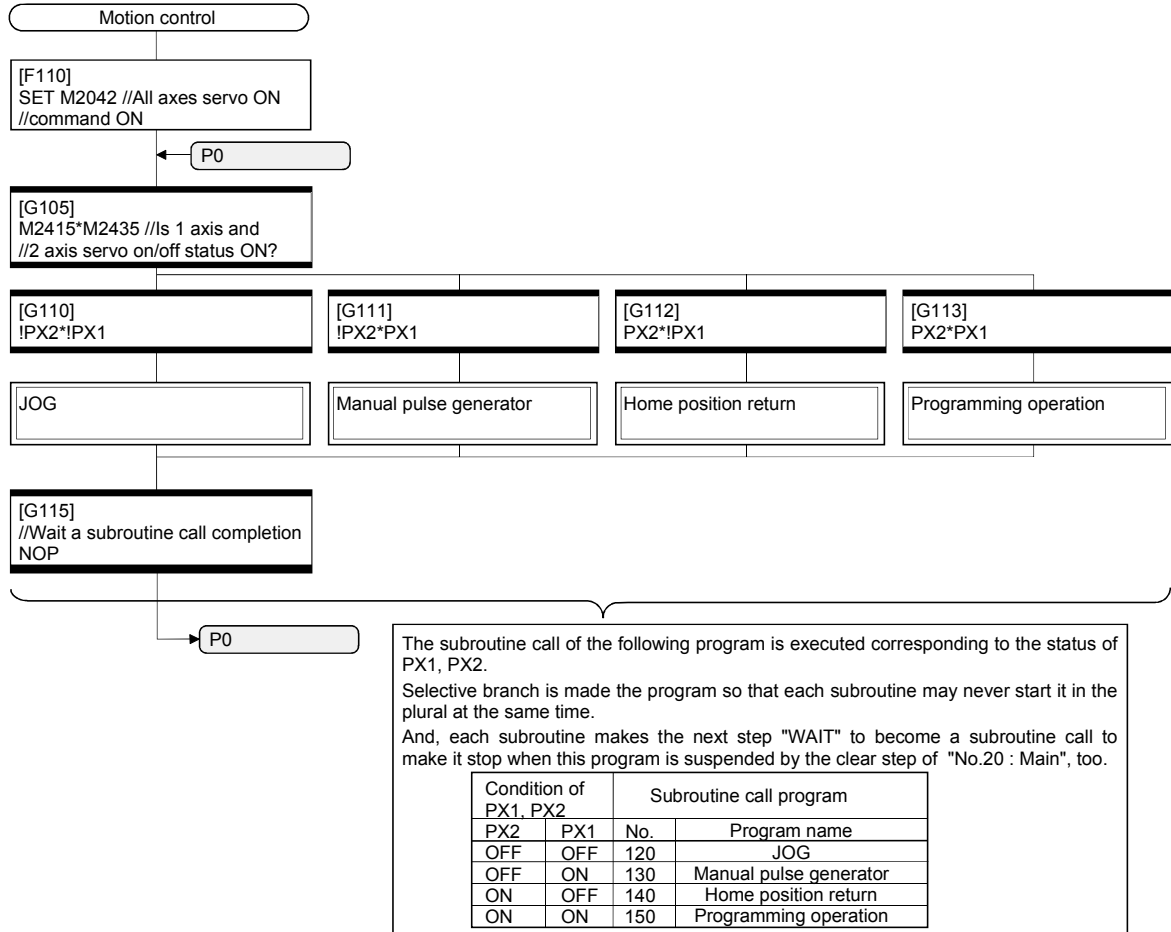 Motion control
[F110]
SET M2042 //All axes servo ON
//command ON
P0
[G105]
M2415*M2435 //Is 1 axis and
//2 axis servo on/off status ON?
[G110]
!PX2*!PX1
[G111]
!PX2*PX1
[G112]
PX2*!PX1
[G113]
PX2*PX1
JOG
Manual pulse generator
Home position return
Programming operation
[G115]
//Wait a subroutine call completion
NOP
P0
The subroutine call of the following program is executed corresponding to the status of
PX1, PX2.
Selective branch is made the program so that each subroutine may never start it in the
plural at the same time.
And, each subroutine makes the next step "WAIT" to become a subroutine call to
make it stop when this program is suspended by the clear step of "No.20 : Main", too.
Condition of
PX1, PX2
Subroutine call program
PX2 PX1 No. Program name
OFF OFF 120 JOG
OFF ON 130 Manual pulse generator
ON OFF 140 Home position return
ON ON 150 Programming operation